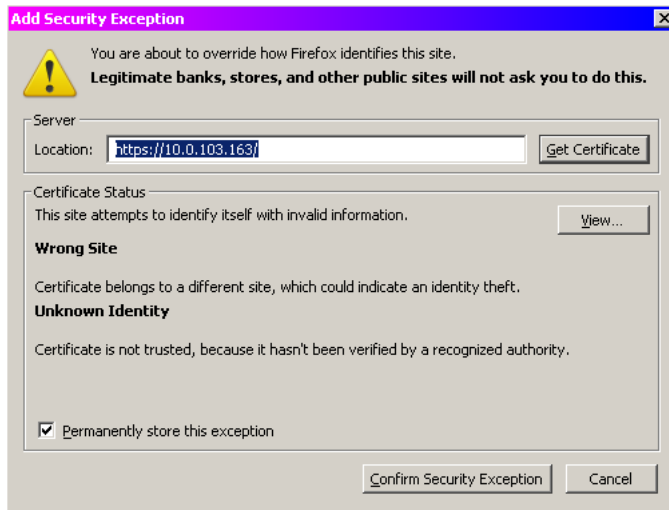 Add Security Exception
You are about to override how Firefox identifies this site.
Legitimate banks, stores, and other public sites will not ask you to do this.
Server
Location: https://10.0.103.163/ Get Certificate
Certificate Status
This site attempts to identify itself with invalid information. View...
Wrong Site
Certificate belongs to a different site, which could indicate an identity theft.
Unknown Identity
Certificate is not trusted, because it hasn't been verified by a recognized authority.
Permanently store this exception
Confirm Security Exception Cancel